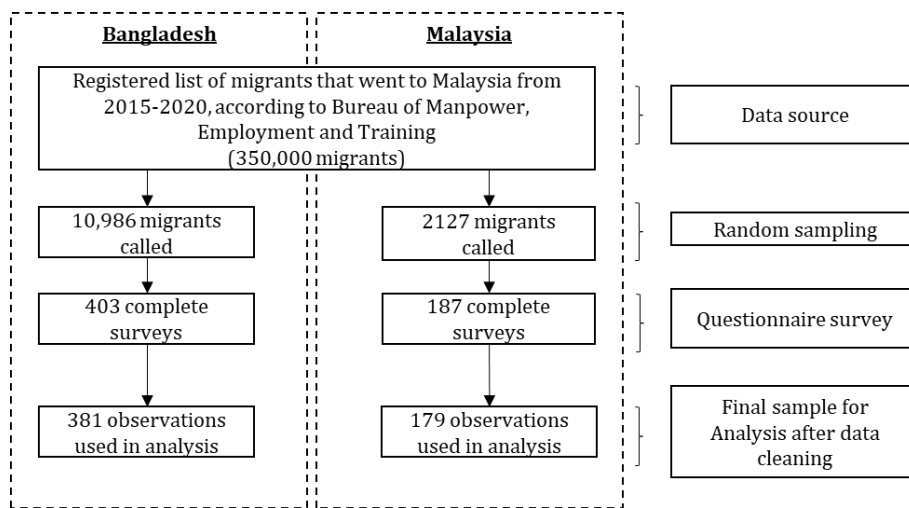 Bangladesh
Malaysia
Registered list of migrants that went to Malaysia from
2015-2020, according to Bureau of Manpower,
Employment and Training
(350,000 migrants)
Data source
10,986 migrants
called
2127 migrants
called
Random sampling
403 complete
surveys
187 complete
surveys
Questionnaire survey
381 observations
used in analysis
179 observations
used in analysis
Final sample for
Analysis after data
cleaning